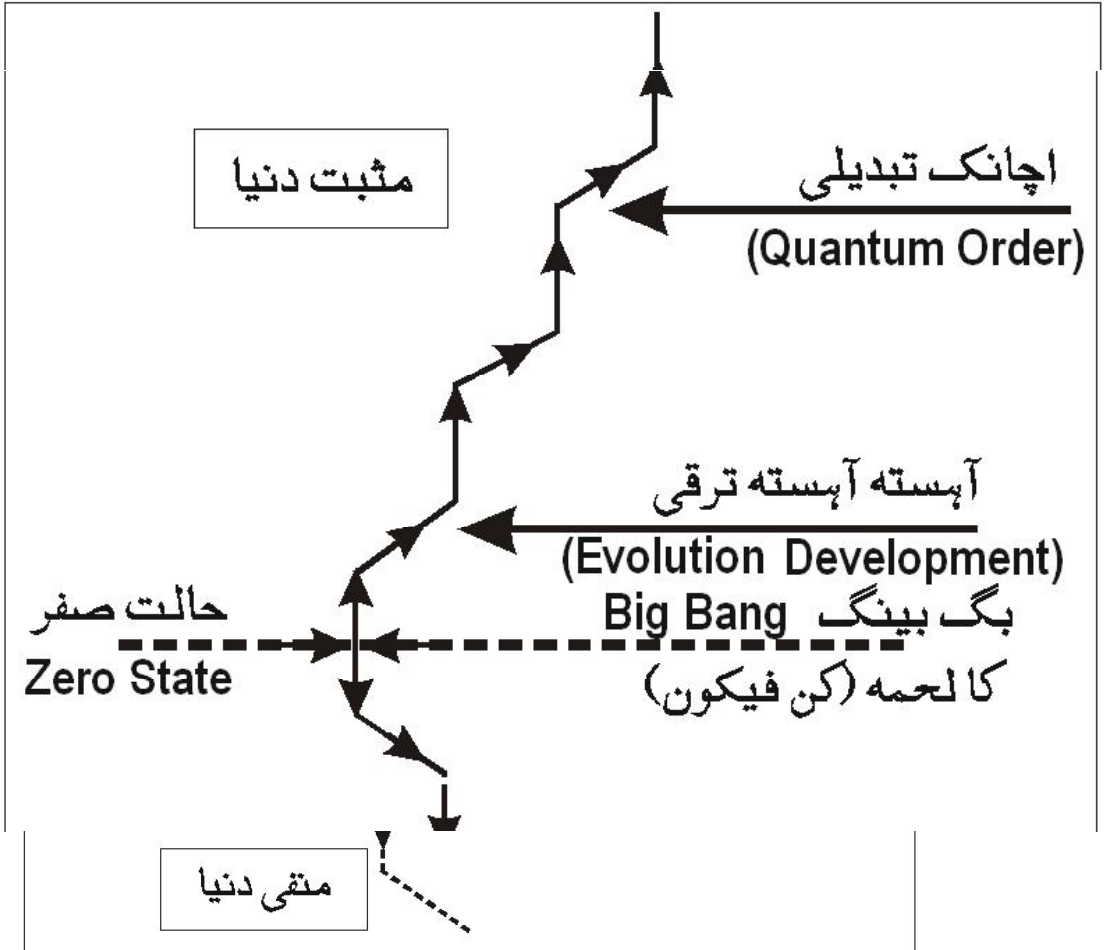 مثبت دنیا
اچانک تبدیلی
(Quantum Order)
آہستہ آہستہ ترقی
(Evolution Development)
حالت صفر
Zero State
Big Bang بگ بینگ
کا لحمہ (کن فیکون)
منفی دنیا